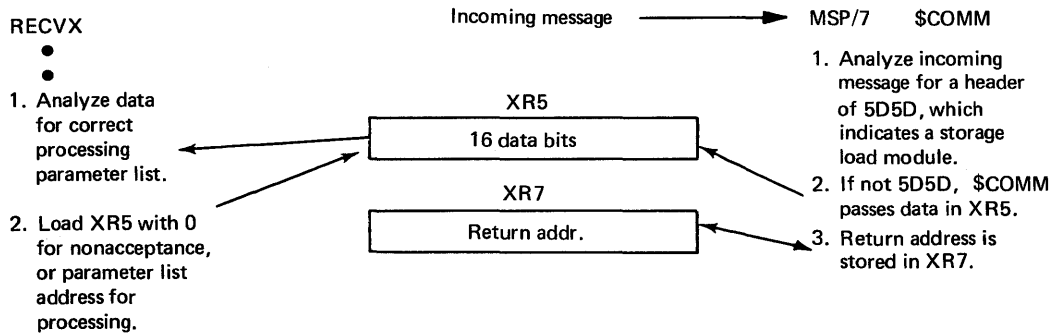 Incoming message
MSP/7 $COMM
RECVX
1. Analyze data
for correct
processing
parameter list.
2. Load XR5 with 0
for nonacceptance,
or parameter list
address for
processing.
XR5
16 data bits
XR7
Return addr.
1. Analyze incoming
message for a header
of 5D5D, which
indicates a storage
load module.
2. If not 5D5D, $COMM
passes data in XR5.
3. Return address is
stored in XR7.